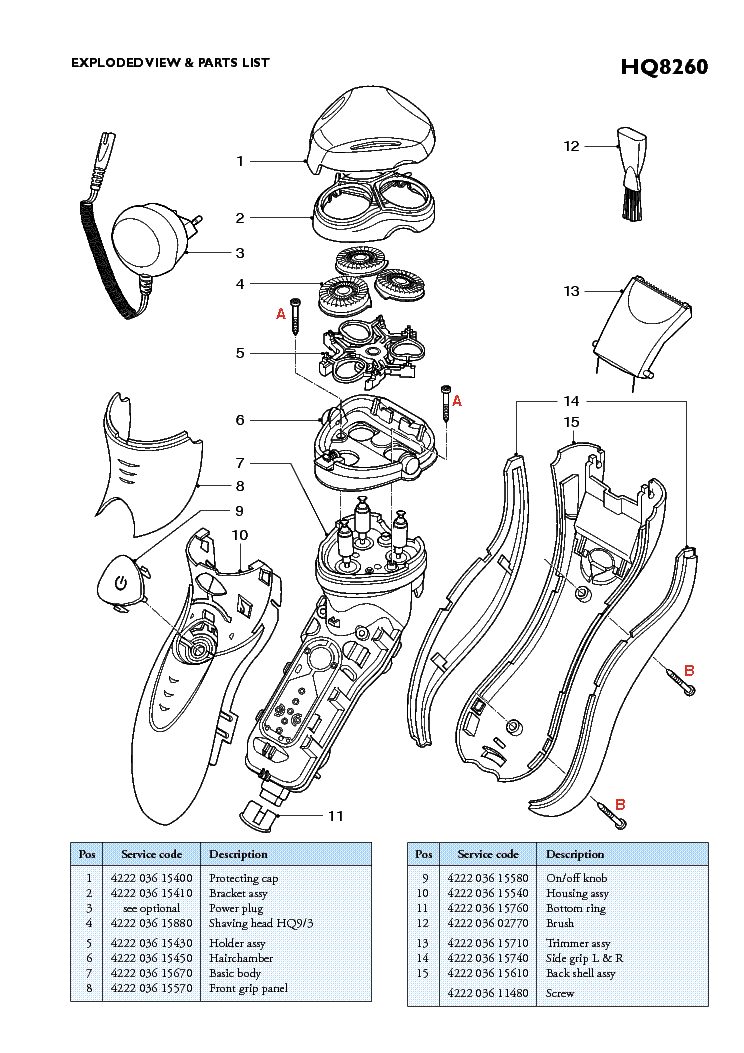 EXPLODED VIEW & PARTS LIST
HQ8260
1
2
3
4
A
5
6
7
8
9
10
11
12
13
A
14
15
B
B
Pos Service code Description
1 4222 036 15400 Protecting cap
2 4222 036 15410 Bracket assy
3 see optional Power plug
4 4222 036 15880 Shaving head HQ9/3
5 4222 036 15430 Holder assy
6 4222 036 15450 Hairchamber
7 4222 036 15670 Basic body
8 4222 036 15570 Front grip panel
Pos Service code Description
9 4222 036 15580 On/off knob
10 4222 036 15540 Housing assy
11 4222 036 15760 Bottom ring
12 4222 036 02770 Brush
13 4222 036 15710 Trimmer assy
14 4222 036 15740 Side grip L & R
15 4222 036 15610 Back shell assy
4222 036 11480 Screw